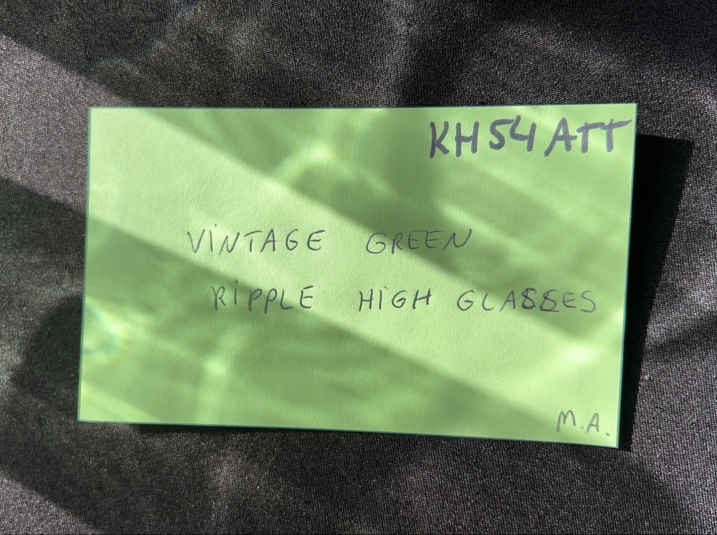 KH54ATT
ViNTAGE GREEN
RiPPLE HiGH GLASSES
M.A.